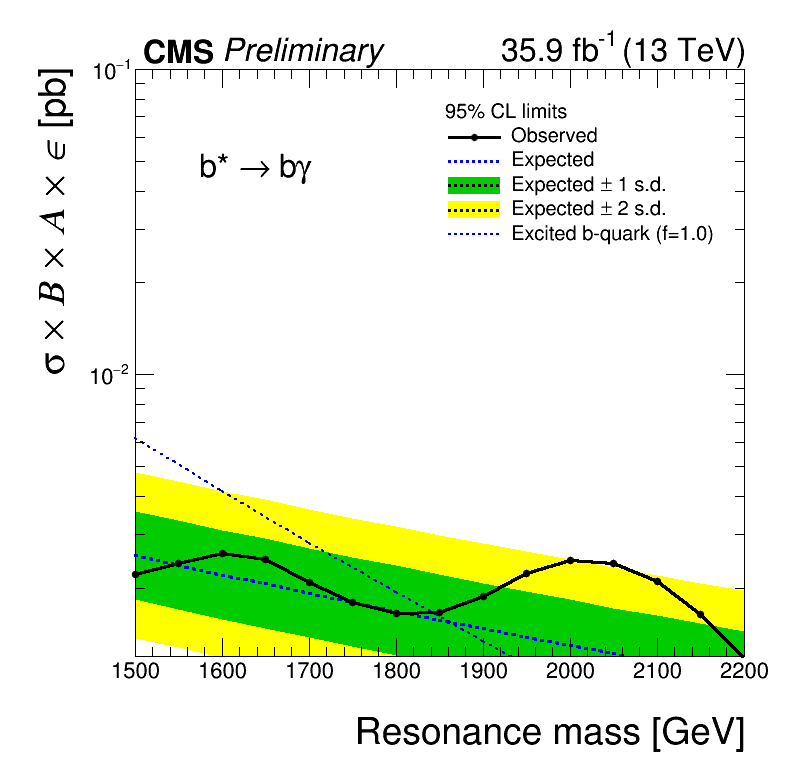 CMS Preliminary 35.9 fb⁻¹ (13 TeV)
σ × B × A × ϵ [pb]
10⁻¹
10⁻²
b* → bγ
95% CL limits
Observed
Expected
Expected ± 1 s.d.
Expected ± 2 s.d.
Excited b-quark (f=1.0)
1500 1600 1700 1800 1900 2000 2100 2200
Resonance mass [GeV]